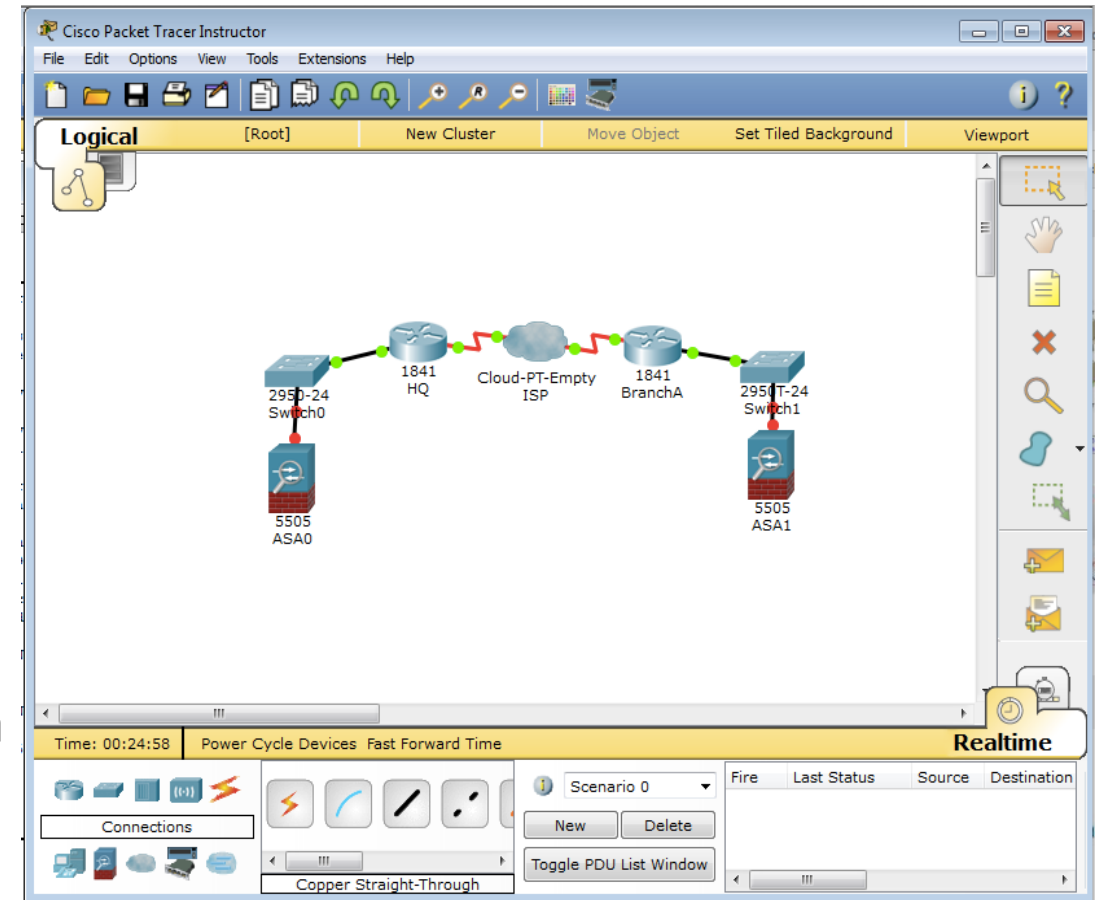 Cisco Packet Tracer Instructor
File Edit Options View Tools Extensions Help
Logical [Root] New Cluster Move Object Set Tiled Background Viewport
1841
HQ
Cloud-PT-Empty
ISP
1841
BranchA
2950-24
Switch0
2950T-24
Switch1
5505
ASA0
5505
ASA1
Time: 00:24:58 Power Cycle Devices Fast Forward Time Realtime
Scenario 0
Fire Last Status Source Destination
Connections
New Delete
Toggle PDU List Window
Copper Straight-Through